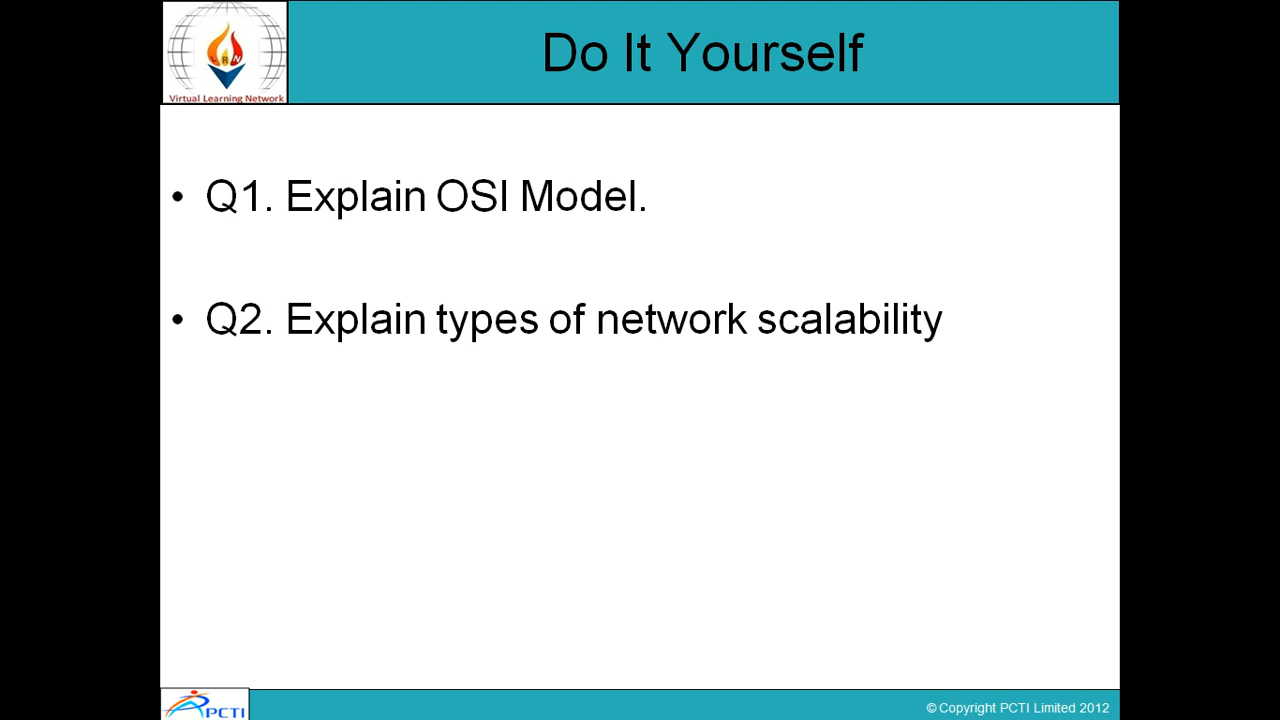 Do It Yourself
Virtual Learning Network
• Q1. Explain OSI Model.
• Q2. Explain types of network scalability
PCTI
© Copyright PCTI Limited 2012